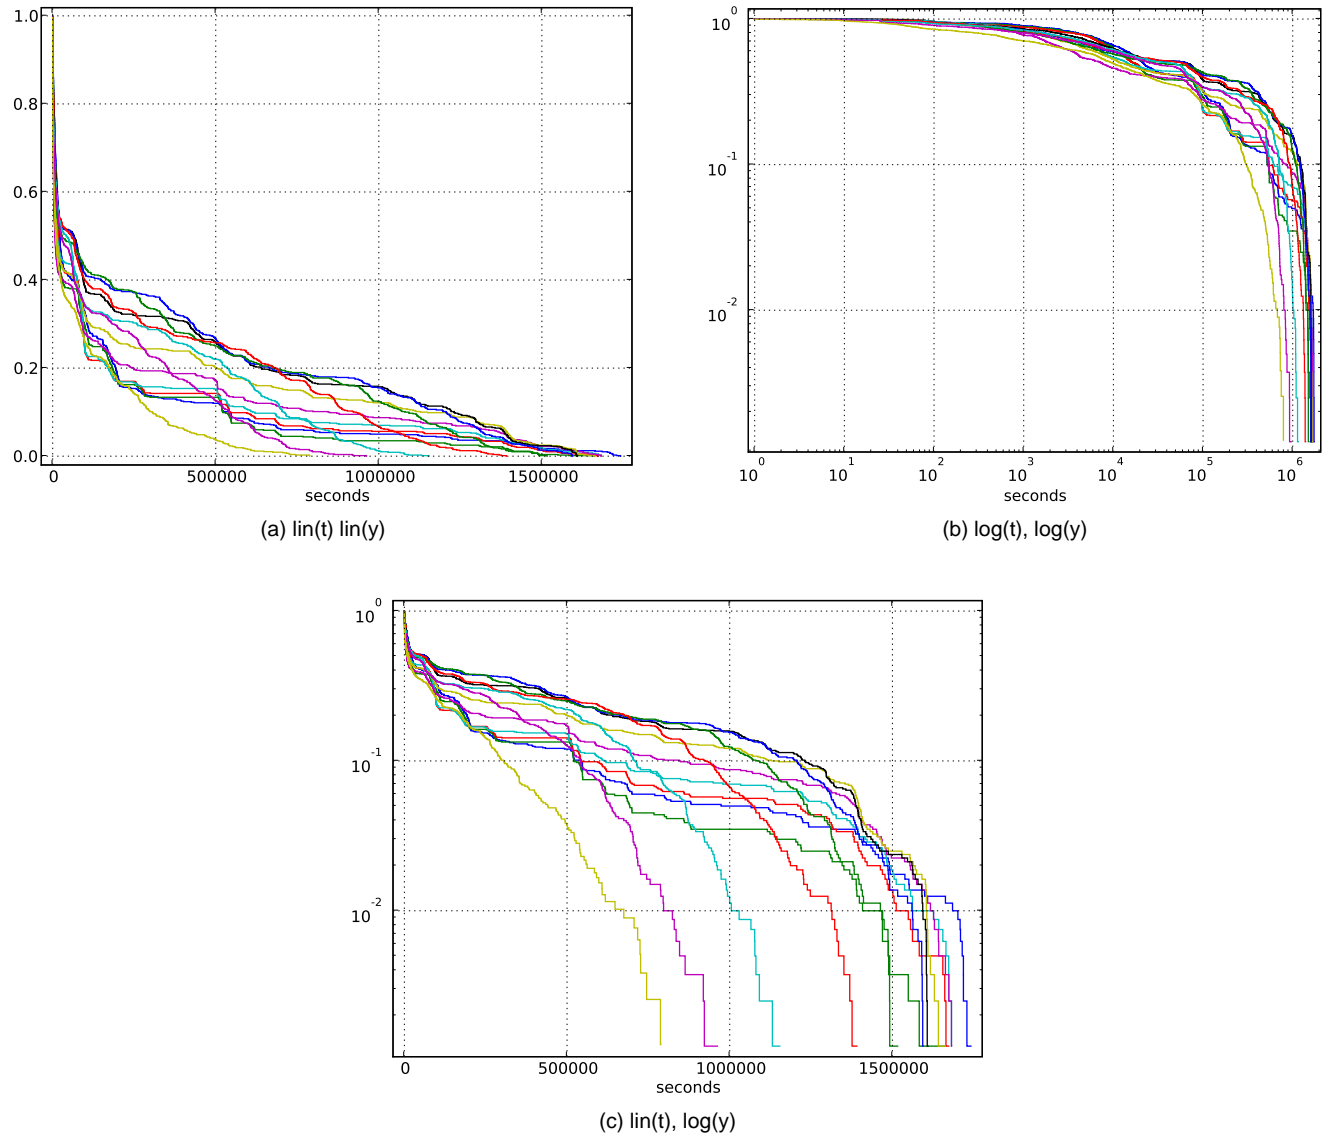 1.0
0.8
0.6
0.4
0.2
0.0
0 500000 1000000 1500000
seconds
(a) lin(t) lin(y)
10^0
10^-1
10^-2
10^0 10^1 10^2 10^3 10^4 10^5 10^6
seconds seconds
(b) log(t), log(y)
10^0
10^-1
10^-2
0 500000 1000000 1500000
seconds
(c) lin(t), log(y)